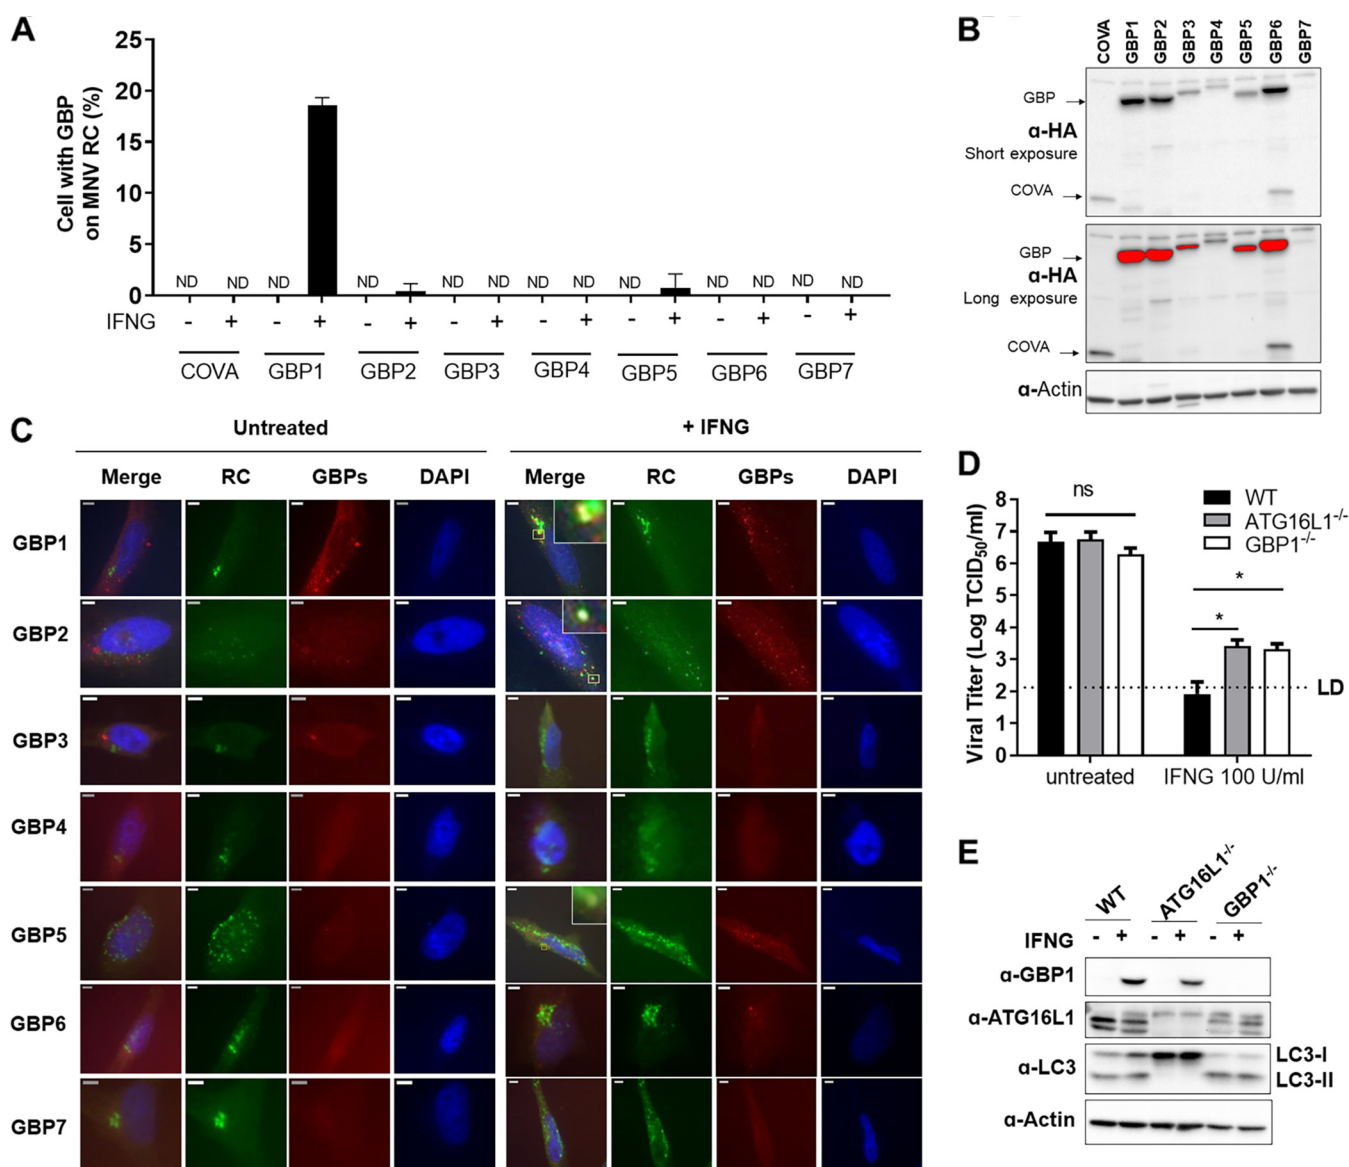 A
Cell with GBP
on MNV RC (%)
25
20
15
10
5
0
ND ND ND ND ND ND ND ND ND ND ND ND ND
IFNG - + - + - + - + - + - + - + - +
COVA GBP1 GBP2 GBP3 GBP4 GBP5 GBP6 GBP7
B
COVA GBP1 GBP2 GBP3 GBP4 GBP5 GBP6 GBP7
GBP
α-HA
Short exposure
COVA
GBP
α-HA
Long exposure
COVA
α-Actin
C
Untreated + IFNG
Merge RC GBPs DAPI Merge RC GBPs DAPI
GBP1
GBP2
GBP3
GBP4
GBP5
GBP6
GBP7
D
Viral Titer (Log TCID50/ml)
8
7
6
5
4
3
2
1
0
ns
WT
ATG16L1-/-
GBP1-/-
*
*
LD
untreated IFNG 100 U/ml
E
WT ATG16L1-/- GBP1-/-
IFNG - + - + - +
α-GBP1
α-ATG16L1
α-LC3 LC3-I
LC3-II
α-Actin